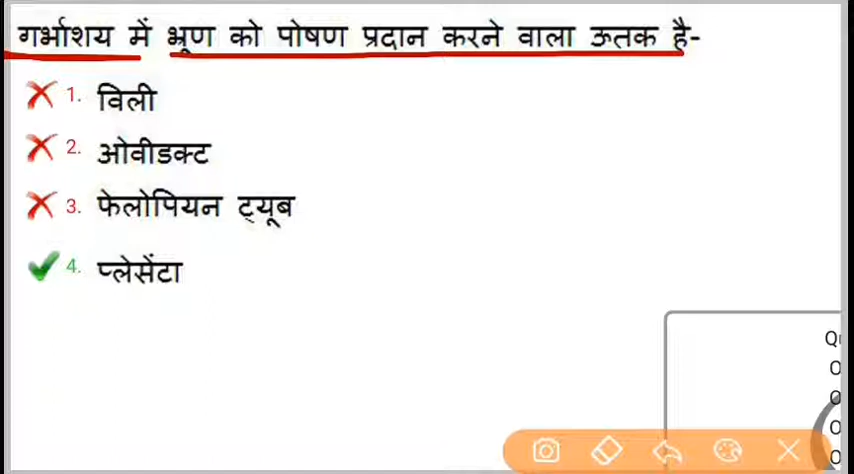 गर्भाशय में भ्रूण को पोषण प्रदान करने वाला ऊतक है-
1. विली
2. ओवीडक्ट
3. फेलोपियन ट्यूब
4. प्लेसेंटा